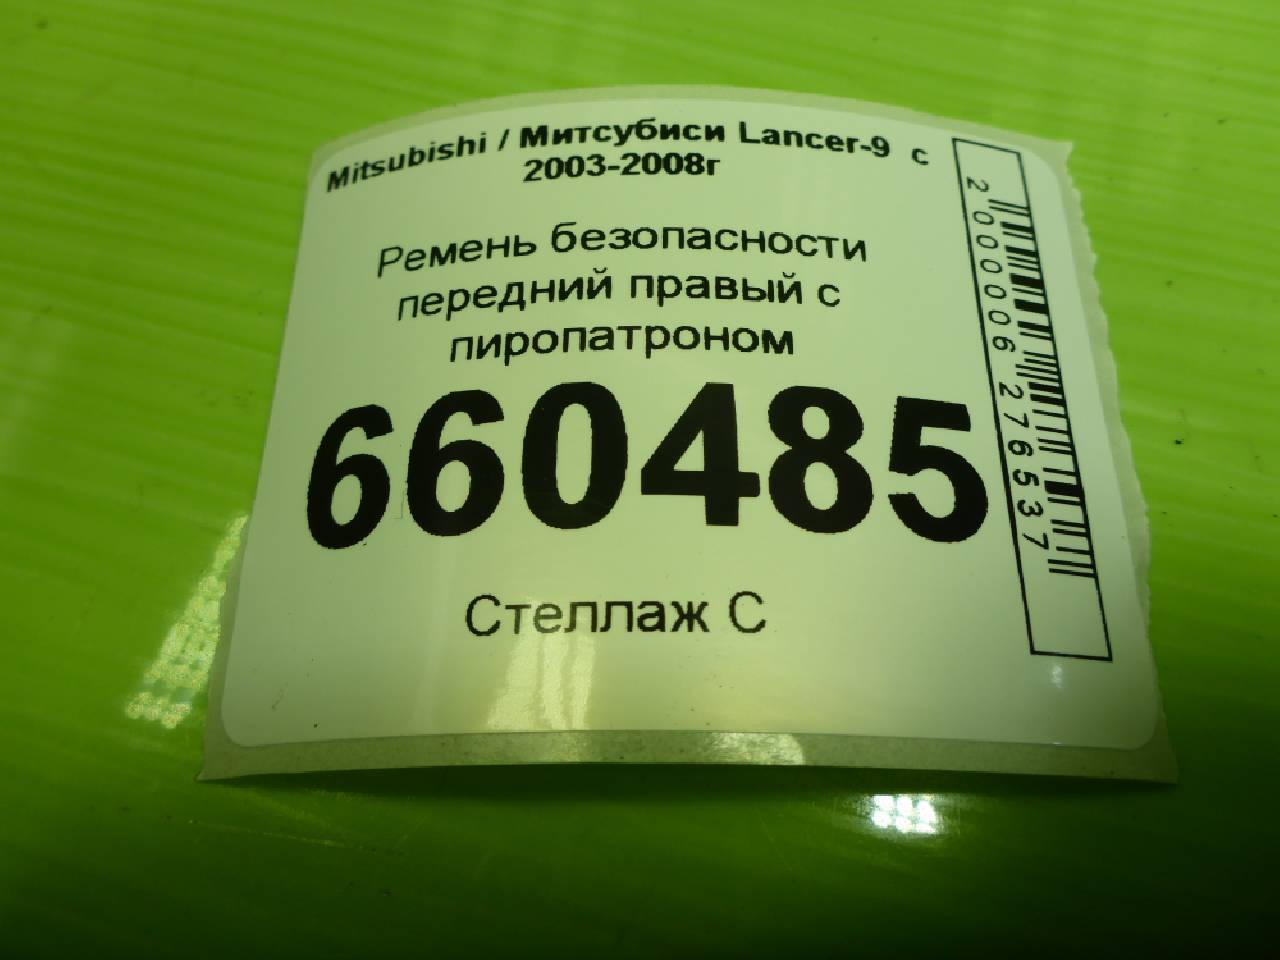 Mitsubishi / Митсубиси Lancer-9 с
2003-2008г
Ремень безопасности
передний правый с
пиропатроном
660485
Стеллаж С
2000006276537